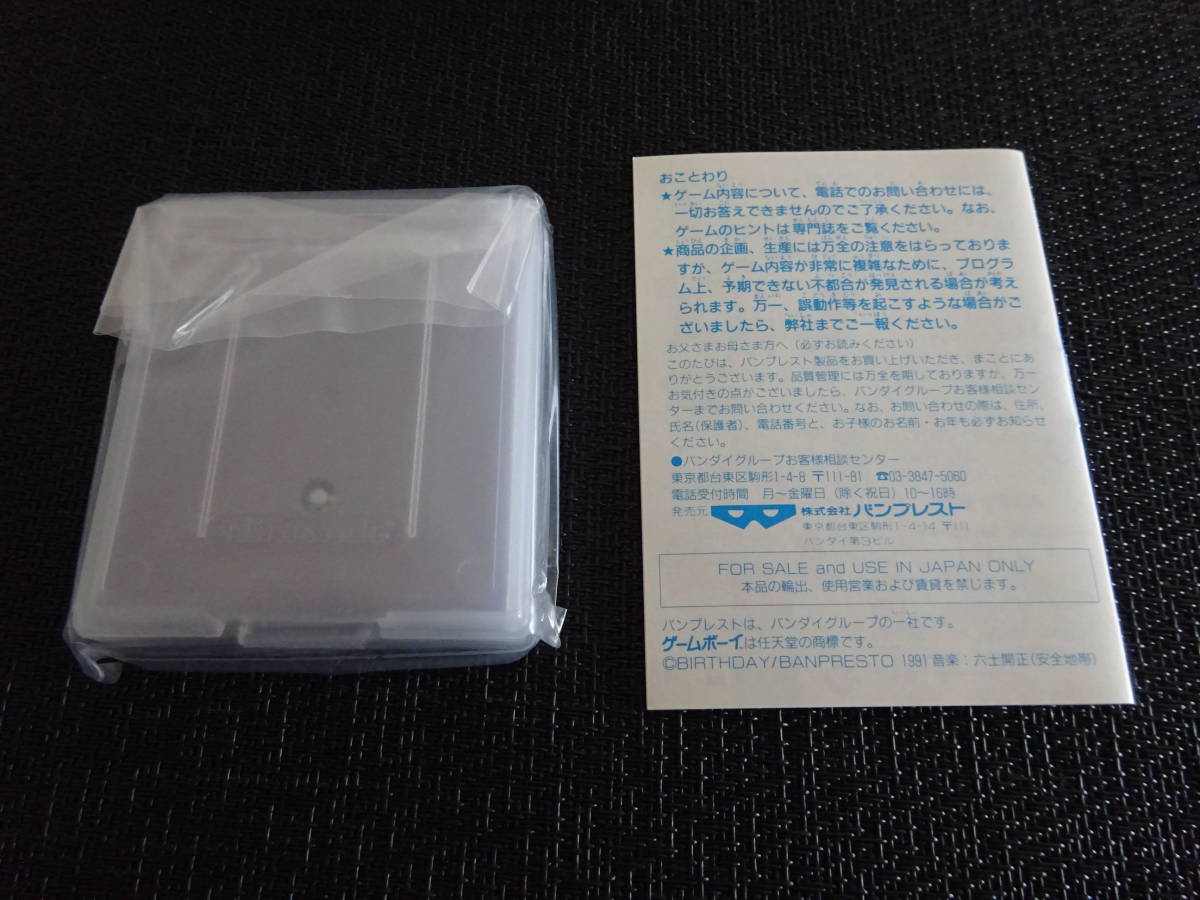 おことわり
★ゲーム内容について、電話でのお問い合わせには、
一切お答えできませんのでご了承ください。なお、
ゲームのヒントは専門誌をご覧ください。
★商品の企画、生産には万全の注意をはらっておりま
すが、ゲーム内容が非常に複雑なために、プログラ
ム上、予期できない不都合が発見される場合が考え
られます。万一、誤動作等を起こすような場合がご
ざいましたら、弊社までご一報ください。
お父さまお母さま方へ（必ずお読みください）
このたびは、バンプレスト製品をお買い上げいただき、まことにあ
りがとうございます。品質管理には万全を期しておりますが、万一
お気付きの点がございましたら、バンダイグループお客様相談セン
ターまでお問い合わせください。なお、お問い合わせの際は、住所、
氏名(保護者)、電話番号と、お子様のお名前・お年も必ずお知らせ
ください。
●バンダイグループお客様相談センター
東京都台東区駒形1-4-8 〒111-81 ☎03-3847-5060
電話受付時間 月〜金曜日（除く祝日）10〜16時
発売元 株式会社 バンプレスト
東京都台東区駒形1-4-14 〒111
バンダイ第3ビル
FOR SALE and USE IN JAPAN ONLY
本品の輸出、使用営業および賃貸を禁じます。
バンプレストは、バンダイグループの一社です。
ゲームボーイは任天堂の商標です。
©BIRTHDAY/BANPRESTO 1991 音楽：六土開正(安全地帯)